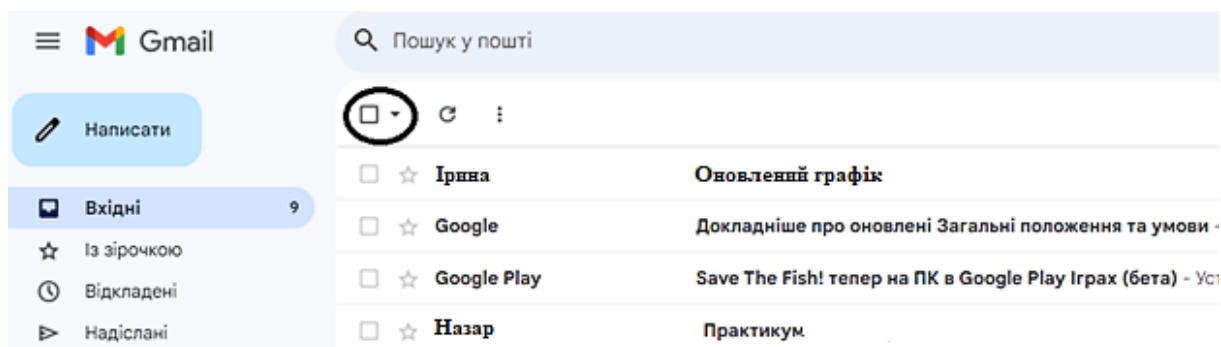 Gmail
Пошук у пошті
Написати
Ірина Оновлений графік
Вхідні 9
Google Докладніше про оновлені Загальні положення та умови -
Із зірочкою
Google Play Save The Fish! тепер на ПК в Google Play Іграх (бета) - Уст
Відкладені
Надіслані
Назар Практикум